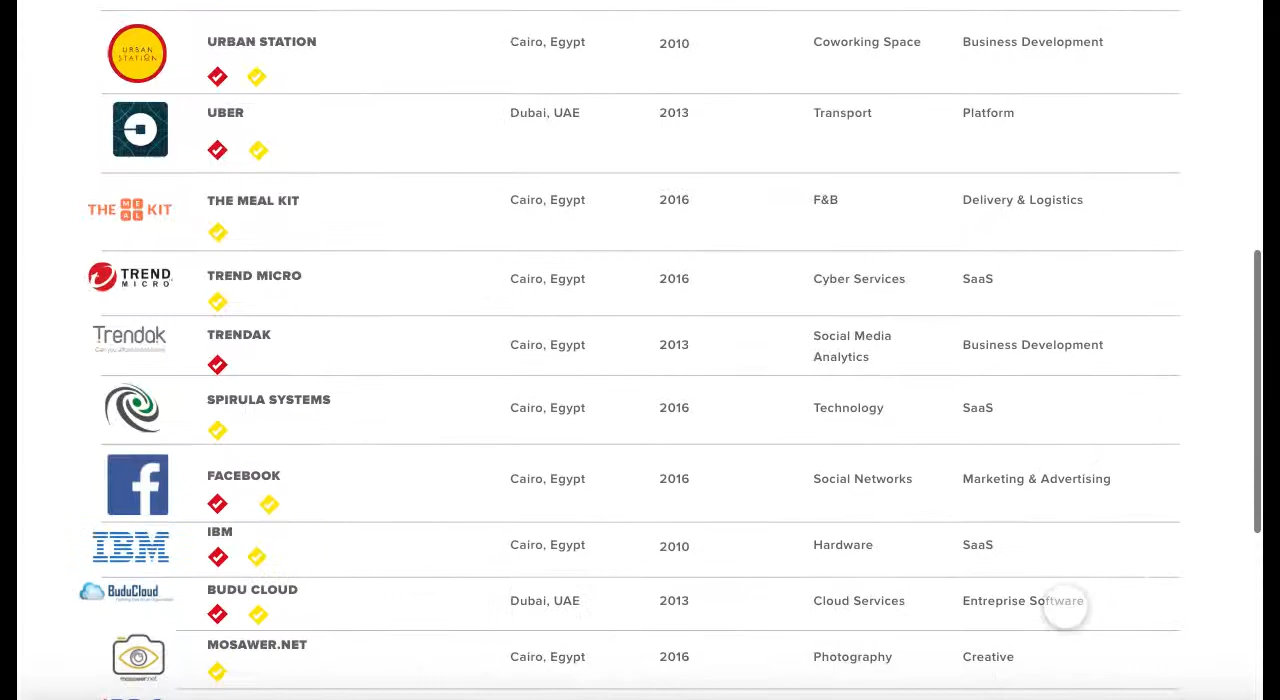 URBAN STATION
URBAN STATION Cairo, Egypt 2010 Coworking Space Business Development
UBER Dubai, UAE 2013 Transport Platform
THE MEAL KIT
THE MEAL KIT Cairo, Egypt 2016 F&B Delivery & Logistics
TREND MICRO
TREND MICRO Cairo, Egypt 2016 Cyber Services SaaS
Trendak
TRENDAK Cairo, Egypt 2013 Social Media Analytics Business Development
SPIRULA SYSTEMS Cairo, Egypt 2016 Technology SaaS
f
FACEBOOK Cairo, Egypt 2016 Social Networks Marketing & Advertising
IBM
IBM Cairo, Egypt 2010 Hardware SaaS
BuduCloud
BUDU CLOUD Dubai, UAE 2013 Cloud Services Entreprise Software
mosawer.net
MOSAWER.NET Cairo, Egypt 2016 Photography Creative